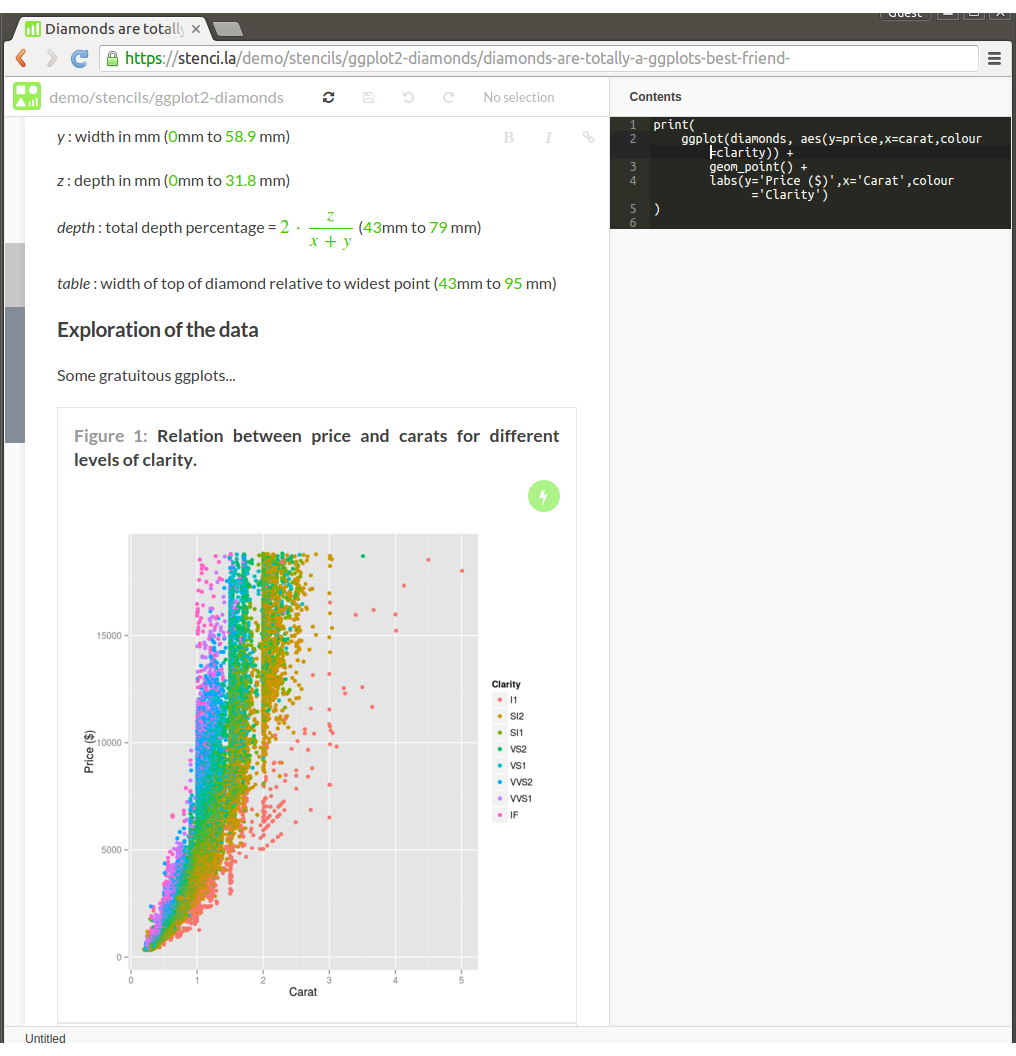 Guest
Diamonds are totally
https://stenci.la/demo/stencils/ggplot2-diamonds/diamonds-are-totally-a-ggplots-best-friend-
demo/stencils/ggplot2-diamonds No selection
Contents
y : width in mm (0mm to 58.9 mm)
B I
z : depth in mm (0mm to 31.8 mm)
depth : total depth percentage = 2 · z / x + y (43mm to 79 mm)
table : width of top of diamond relative to widest point (43mm to 95 mm)
Exploration of the data
Some gratuitous ggplots...
Figure 1: Relation between price and carats for different
levels of clarity.
15000
10000
5000
0
Price ($)
0 1 2 3 4 5
Carat
Clarity
I1
SI2
SI1
VS2
VS1
VVS2
VVS1
IF
1 print(
2 ggplot(diamonds, aes(y=price,x=carat,colour
=clarity)) +
3 geom_point() +
4 labs(y='Price ($)',x='Carat',colour
='Clarity')
5 )
6
Untitled